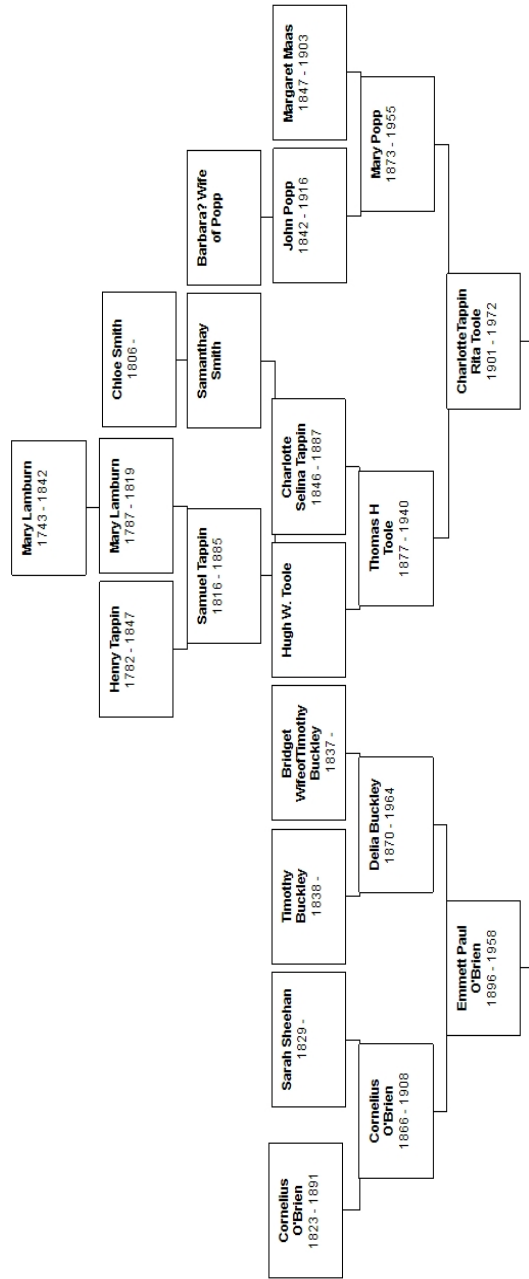 Mary Lamburn
1743 - 1842
Henry Tappin
1782 - 1847
Mary Lamburn
1787 - 1819
Chloe Smith
1806 -
Samuel Tappin
1816 - 1885
Samanthay
Smith
Barbara? Wife
of Popp
Cornelius
O'Brien
1823 - 1891
Sarah Sheehan
1829 -
Timothy
Buckley
1838 -
Bridget
WifeofTimothy
Buckley
1837 -
Hugh W. Toole
Charlotte
Selina Tappin
1846 - 1887
John Popp
1842 - 1916
Margaret Maas
1847 - 1903
Cornelius
O'Brien
1866 - 1908
Delia Buckley
1870 - 1964
Thomas H
Toole
1877 - 1940
Mary Popp
1873 - 1955
Emmett Paul
O'Brien
1896 - 1958
CharlotteTappin
Rita Toole
1901 - 1972